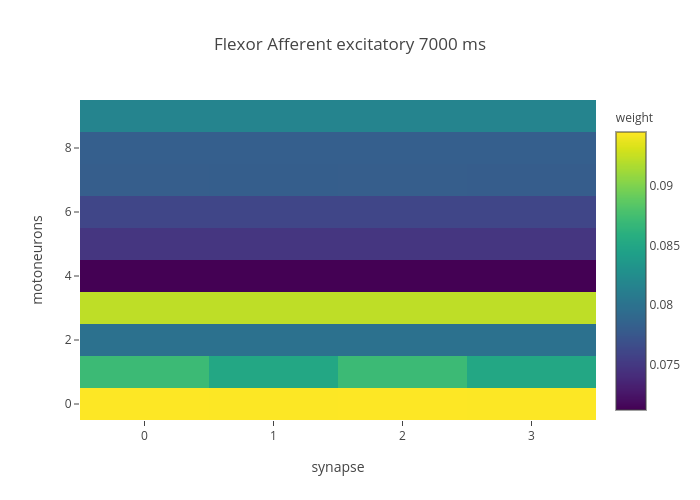 Flexor Afferent excitatory 7000 ms
weight
0.09
0.085
0.08
0.075
motoneurons
8
6
4
2
0
0 1 2 3
synapse